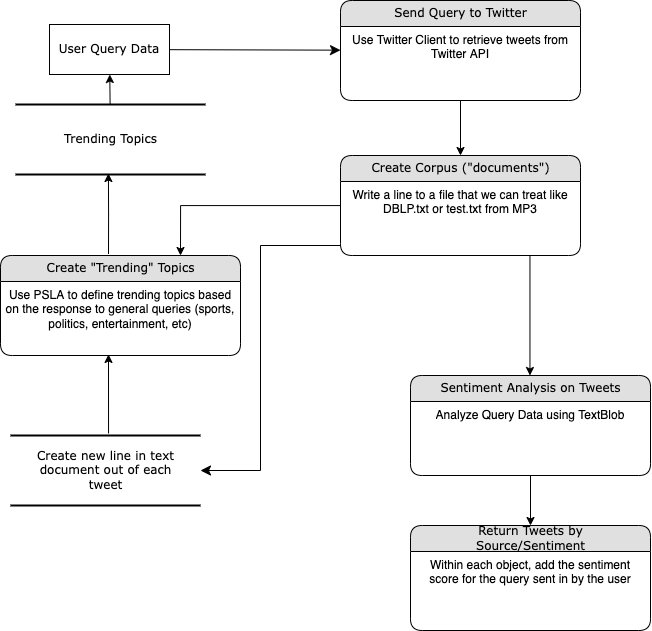 Send Query to Twitter
Use Twitter Client to retrieve tweets from
Twitter API
User Query Data
Trending Topics
Create Corpus ("documents")
Write a line to a file that we can treat like
DBLP.txt or test.txt from MP3
Create "Trending" Topics
Use PSLA to define trending topics based
on the response to general queries (sports,
politics, entertainment, etc)
Sentiment Analysis on Tweets
Analyze Query Data using TextBlob
Create new line in text
document out of each
tweet
Return Tweets by
Source/Sentiment
Within each object, add the sentiment
score for the query sent in by the user